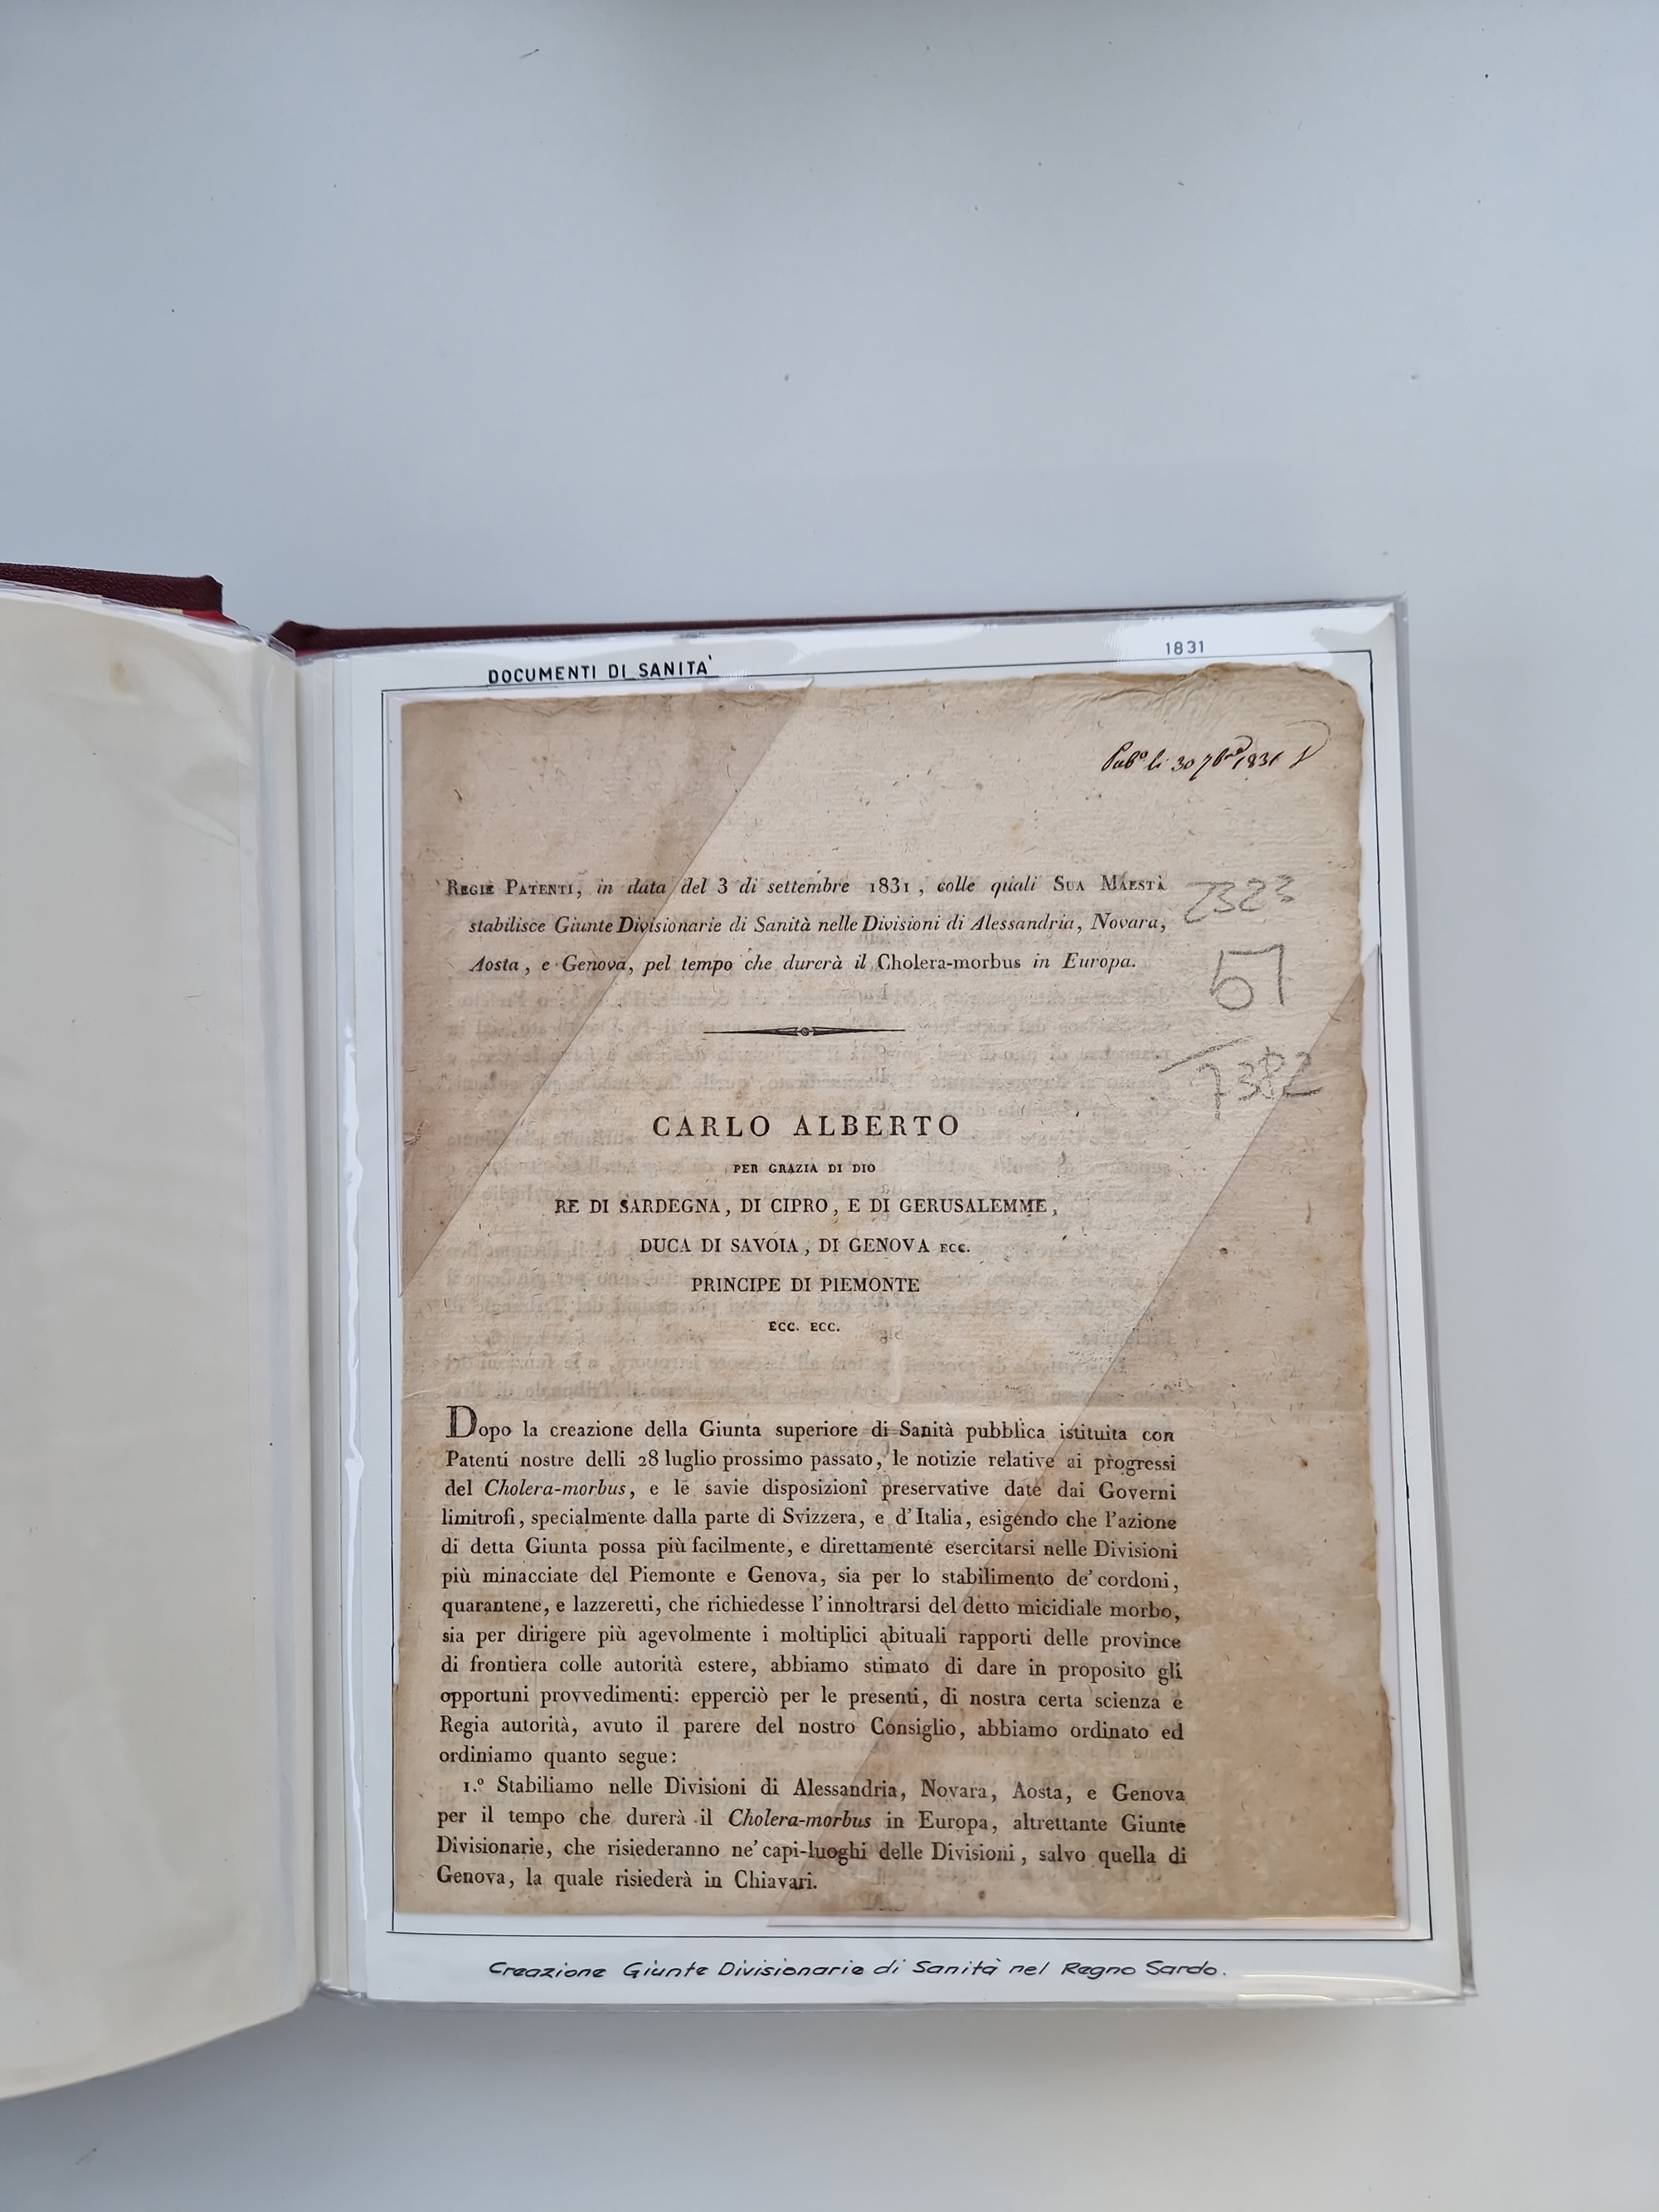 DOCUMENTI DI SANITA'
1831
Pub.º li 30 7bre 1831
REGIE PATENTI, in data del 3 di settembre 1831, colle quali SUA MAESTÀ
stabilisce Giunte Divisionarie di Sanità nelle Divisioni di Alessandria, Novara,
Aosta, e Genova, pel tempo che durerà il Cholera-morbus in Europa.
51
7382
CARLO ALBERTO
PER GRAZIA DI DIO
RE DI SARDEGNA, DI CIPRO, E DI GERUSALEMME,
DUCA DI SAVOIA, DI GENOVA ECC.
PRINCIPE DI PIEMONTE
ECC. ECC.
Dopo la creazione della Giunta superiore di Sanità pubblica istituita con
Patenti nostre delli 28 luglio prossimo passato, le notizie relative ai progressi
del Cholera-morbus, e le savie disposizioni preservative date dai Governi
limitrofi, specialmente dalla parte di Svizzera, e d'Italia, esigendo che l'azione
di detta Giunta possa più facilmente, e direttamente esercitarsi nelle Divisioni
più minacciate del Piemonte e Genova, sia per lo stabilimento de' cordoni,
quarantene, e lazzeretti, che richiedesse l'innoltrarsi del detto micidiale morbo,
sia per dirigere più agevolmente i moltiplici abituali rapporti delle province
di frontiera colle autorità estere, abbiamo stimato di dare in proposito gli
opportuni provvedimenti: epperciò per le presenti, di nostra certa scienza e
Regia autorità, avuto il parere del nostro Consiglio, abbiamo ordinato ed
ordiniamo quanto segue:
1.º Stabiliamo nelle Divisioni di Alessandria, Novara, Aosta, e Genova
per il tempo che durerà il Cholera-morbus in Europa, altrettante Giunte
Divisionarie, che risiederanno ne' capi-luoghi delle Divisioni, salvo quella di
Genova, la quale risiederà in Chiavari.
Creazione Giunte Divisionarie di Sanità nel Regno Sardo.